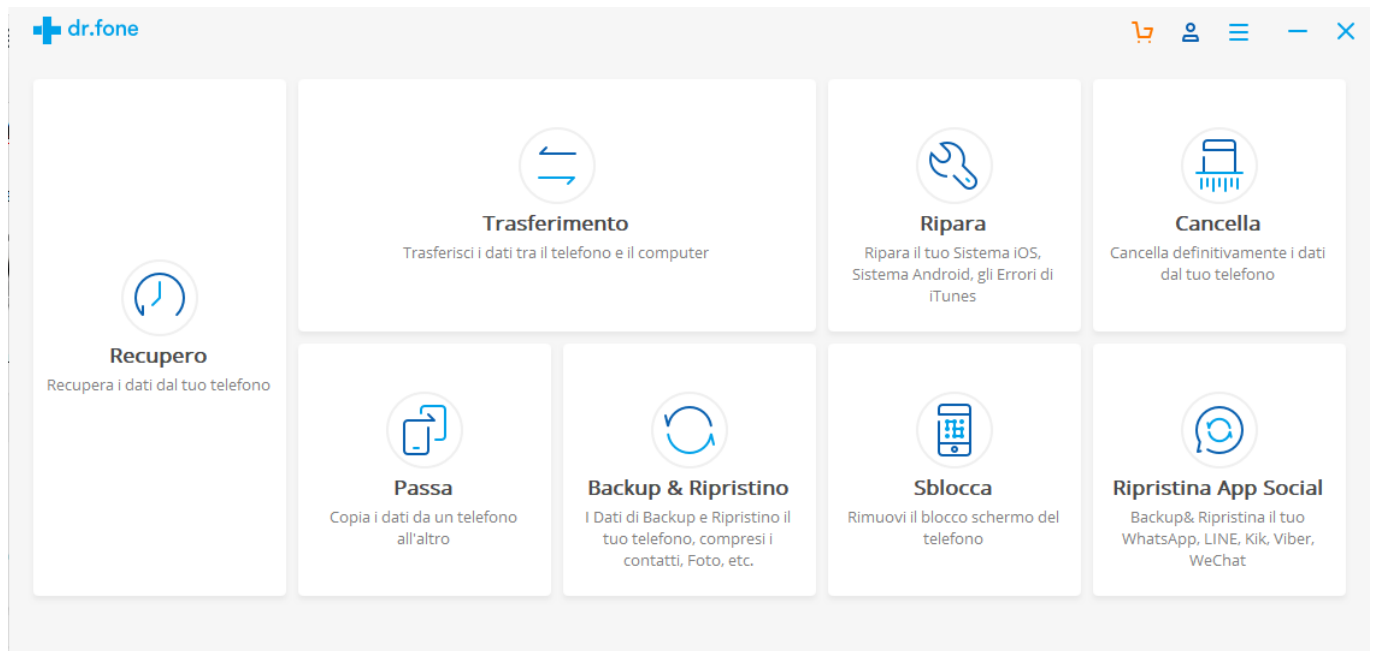 dr.fone
Recupero
Recupera i dati dal tuo telefono
Trasferimento
Trasferisci i dati tra il telefono e il computer
Ripara
Ripara il tuo Sistema iOS,
Sistema Android, gli Errori di
iTunes
Cancella
Cancella definitivamente i dati
dal tuo telefono
Passa
Copia i dati da un telefono
all'altro
Backup & Ripristino
I Dati di Backup e Ripristino il
tuo telefono, compresi i
contatti, Foto, etc.
Sblocca
Rimuovi il blocco schermo del
telefono
Ripristina App Social
Backup& Ripristina il tuo
WhatsApp, LINE, Kik, Viber,
WeChat